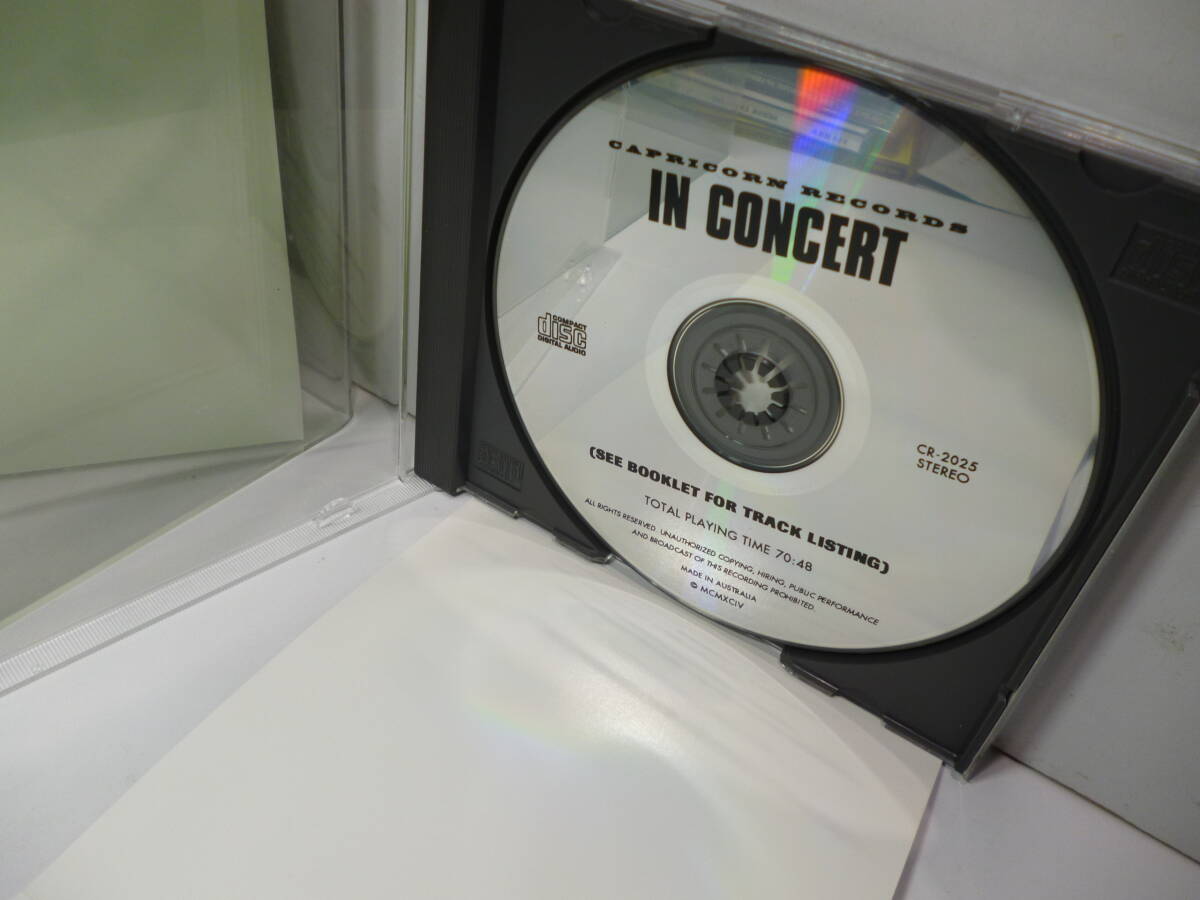 CAPRICORN RECORDS
IN CONCERT
COMPACT
disc
DIGITAL AUDIO
CR-2025
STEREO
(SEE BOOKLET FOR TRACK LISTING)
TOTAL PLAYING TIME 70:48
ALL RIGHTS RESERVED. UNAUTHORIZED COPYING, HIRING, PUBLIC PERFORMANCE
AND BROADCAST OF THIS RECORDING PROHIBITED.
MADE IN AUSTRALIA
© MCMXCIV